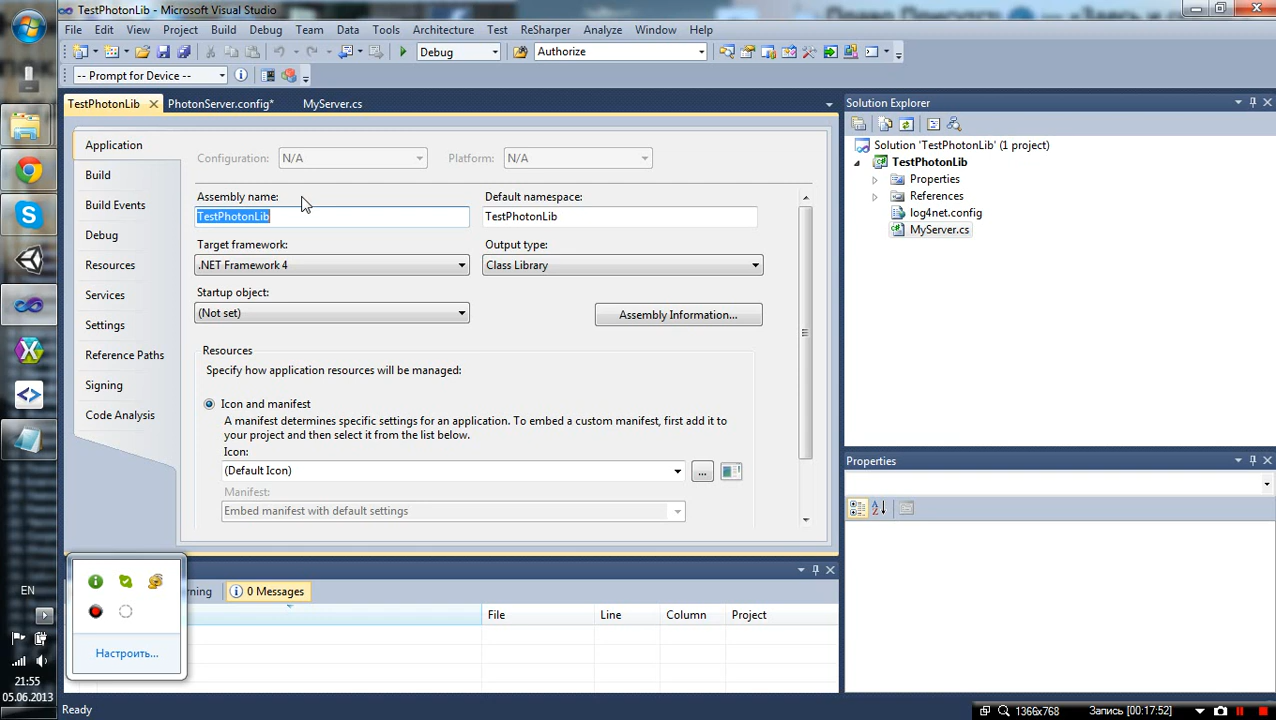 TestPhotonLib - Microsoft Visual Studio
File Edit View Project Build Debug Team Data Tools Architecture Test ReSharper Analyze Window Help
Debug Authorize
-- Prompt for Device --
TestPhotonLib PhotonServer.config* MyServer.cs
Application
Build
Build Events
Debug
Resources
Services
Settings
Reference Paths
Signing
Code Analysis
Configuration: N/A Platform: N/A
Assembly name: Default namespace:
TestPhotonLib TestPhotonLib
Target framework: Output type:
.NET Framework 4 Class Library
Startup object:
(Not set) Assembly Information...
Resources
Specify how application resources will be managed:
Icon and manifest
A manifest determines specific settings for an application. To embed a custom manifest, first add it to
your project and then select it from the list below.
Icon:
(Default Icon) ...
Manifest:
Embed manifest with default settings
Solution Explorer
Solution 'TestPhotonLib' (1 project)
TestPhotonLib
Properties
References
log4net.config
MyServer.cs
Properties
0 Messages
File Line Column Project
Настроить...
EN
21:55
05.06.2013
Ready
1366x768 Запись [00:17:52]